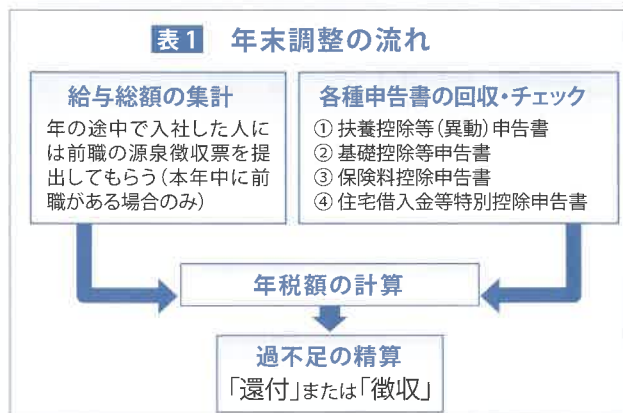 表1 年末調整の流れ
給与総額の集計
年の途中で入社した人に
は前職の源泉徴収票を提
出してもらう(本年中に前
職がある場合のみ)
各種申告書の回収・チェック
① 扶養控除等(異動)申告書
② 基礎控除等申告書
③ 保険料控除申告書
④ 住宅借入金等特別控除申告書
年税額の計算
過不足の精算
「還付」または「徴収」